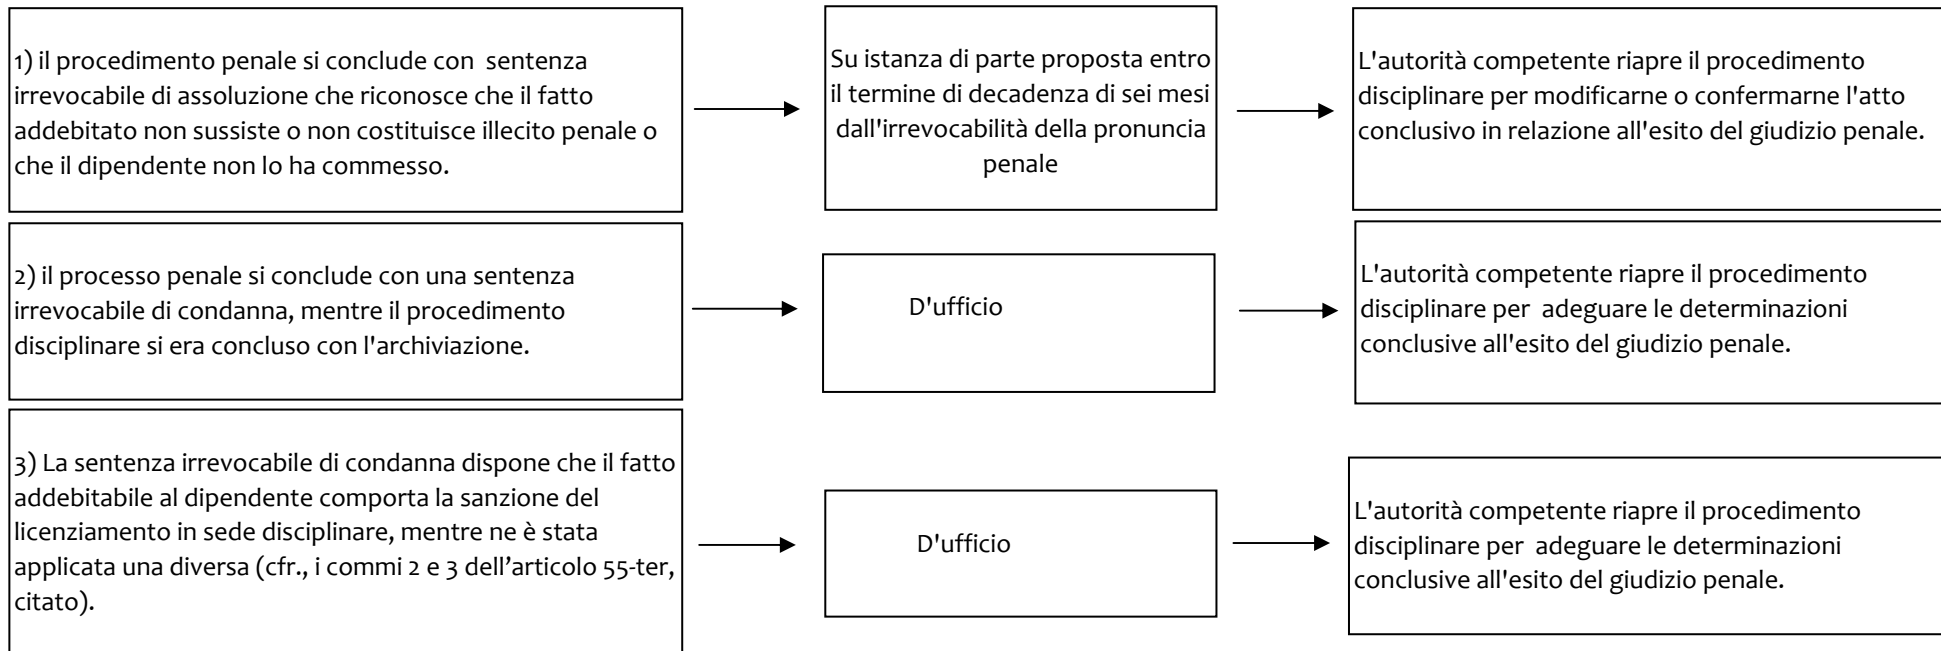 1) il procedimento penale si conclude con sentenza
irrevocabile di assoluzione che riconosce che il fatto
addebitato non sussiste o non costituisce illecito penale o
che il dipendente non lo ha commesso.
Su istanza di parte proposta entro
il termine di decadenza di sei mesi
dall'irrevocabilità della pronuncia
penale
L'autorità competente riapre il procedimento
disciplinare per modificarne o confermarne l'atto
conclusivo in relazione all'esito del giudizio penale.
2) il processo penale si conclude con una sentenza
irrevocabile di condanna, mentre il procedimento
disciplinare si era concluso con l'archiviazione.
D'ufficio
L'autorità competente riapre il procedimento
disciplinare per adeguare le determinazioni
conclusive all'esito del giudizio penale.
3) La sentenza irrevocabile di condanna dispone che il fatto
addebitabile al dipendente comporta la sanzione del
licenziamento in sede disciplinare, mentre ne è stata
applicata una diversa (cfr., i commi 2 e 3 dell’articolo 55-ter,
citato).
D'ufficio
L'autorità competente riapre il procedimento
disciplinare per adeguare le determinazioni
conclusive all'esito del giudizio penale.